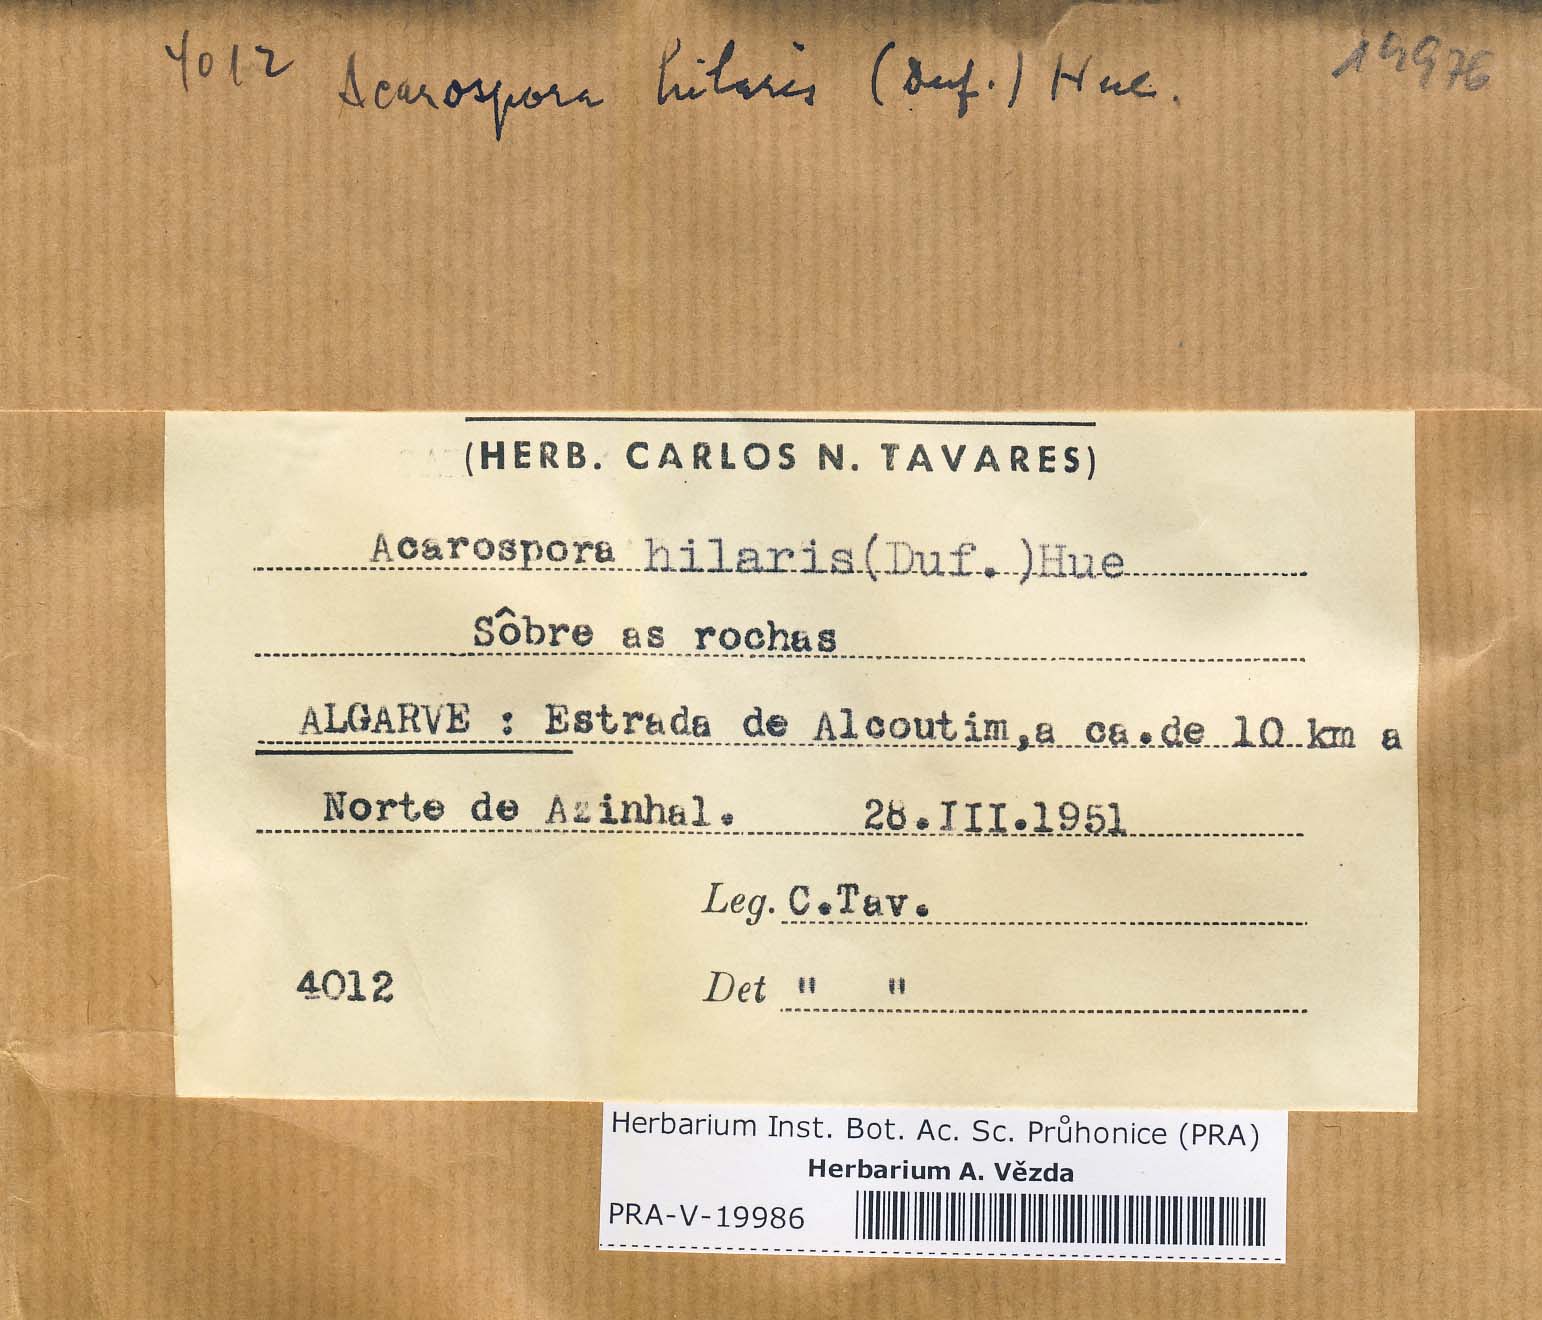 4012 Acarospora hilaris (Duf.) Hue. 19976
(HERB. CARLOS N. TAVARES)
Acarospora hilaris(Duf.)Hue
Sôbre as rochas
ALGARVE : Estrada de Alcoutim,a ca.de 10 km a
Norte de Azinhal. 28.III.1951
Leg. C.Tav.
4012 Det " "
Herbarium Inst. Bot. Ac. Sc. Průhonice (PRA)
Herbarium A. Vězda
PRA-V-19986